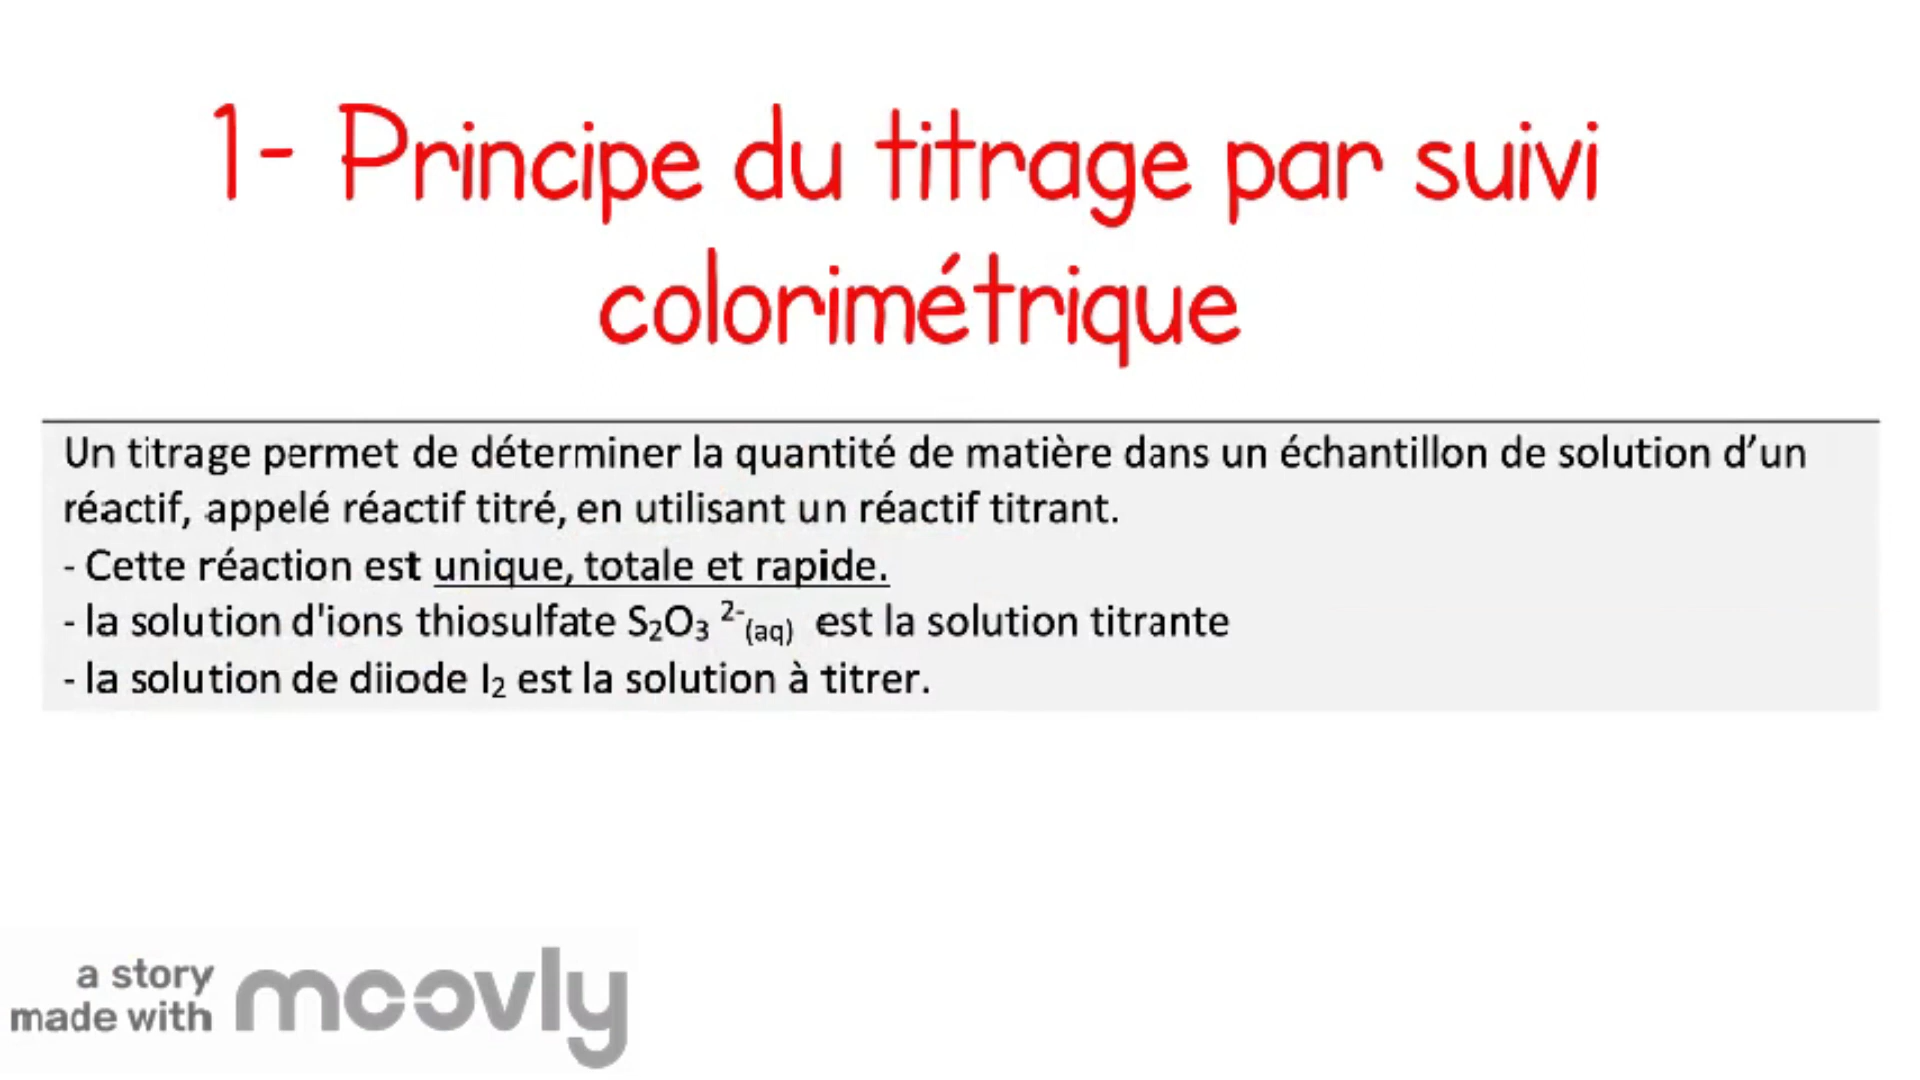 1- Principe du titrage par suivi
colorimétrique
Un titrage permet de déterminer la quantité de matière dans un échantillon de solution d’un
réactif, appelé réactif titré, en utilisant un réactif titrant.
- Cette réaction est unique, totale et rapide.
- la solution d'ions thiosulfate S₂O₃ ²⁻(aq) est la solution titrante
- la solution de diiode I₂ est la solution à titrer.
a story
made with moovly